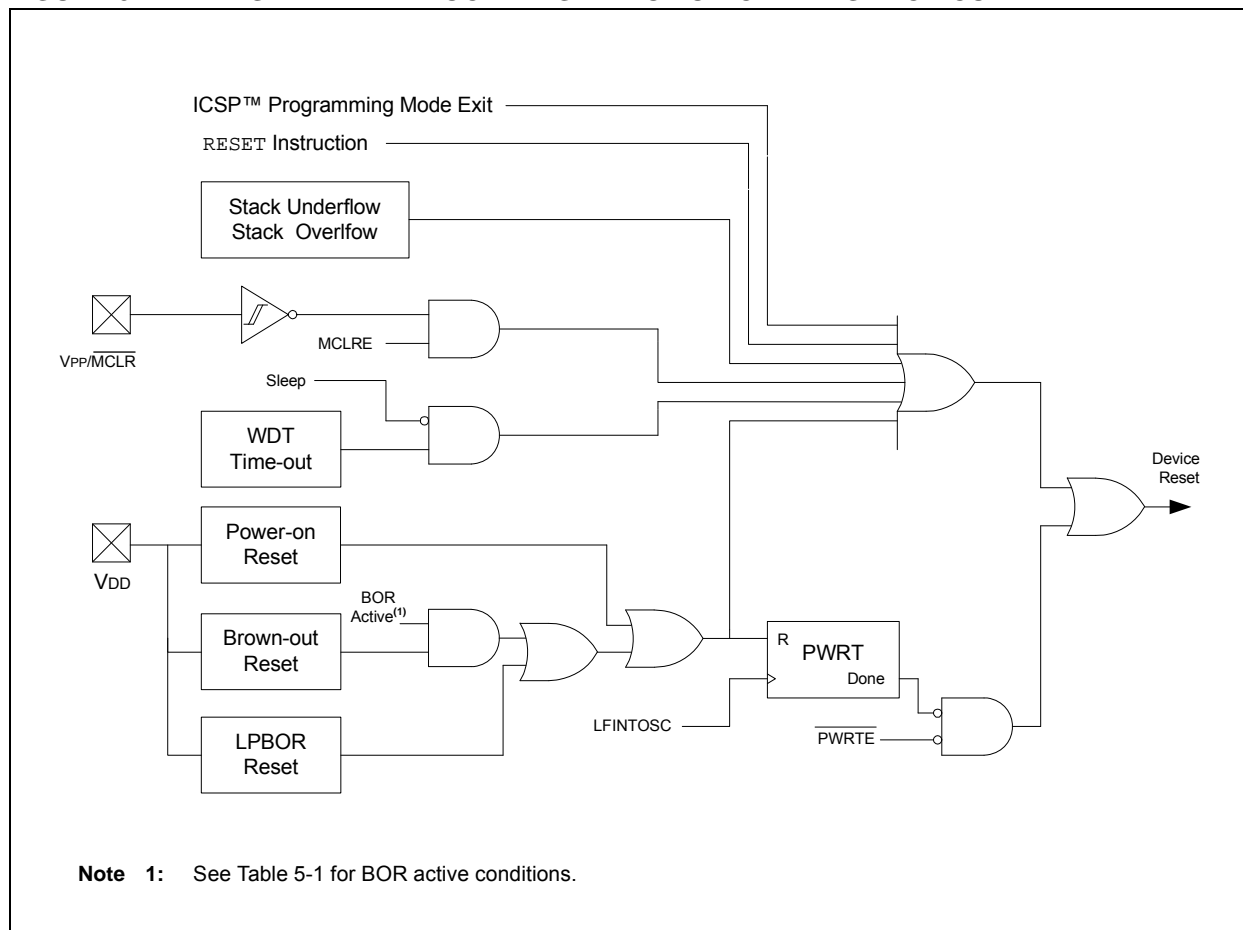 ICSP™ Programming Mode Exit
RESET Instruction
Stack Underflow
Stack Overlfow
VPP/MCLR
MCLRE
Sleep
WDT
Time-out
Device
Reset
VDD
Power-on
Reset
BOR
Active(1)
Brown-out
Reset
R
PWRT
Done
LFINTOSC
PWRTE
LPBOR
Reset
Note 1: See Table 5-1 for BOR active conditions.